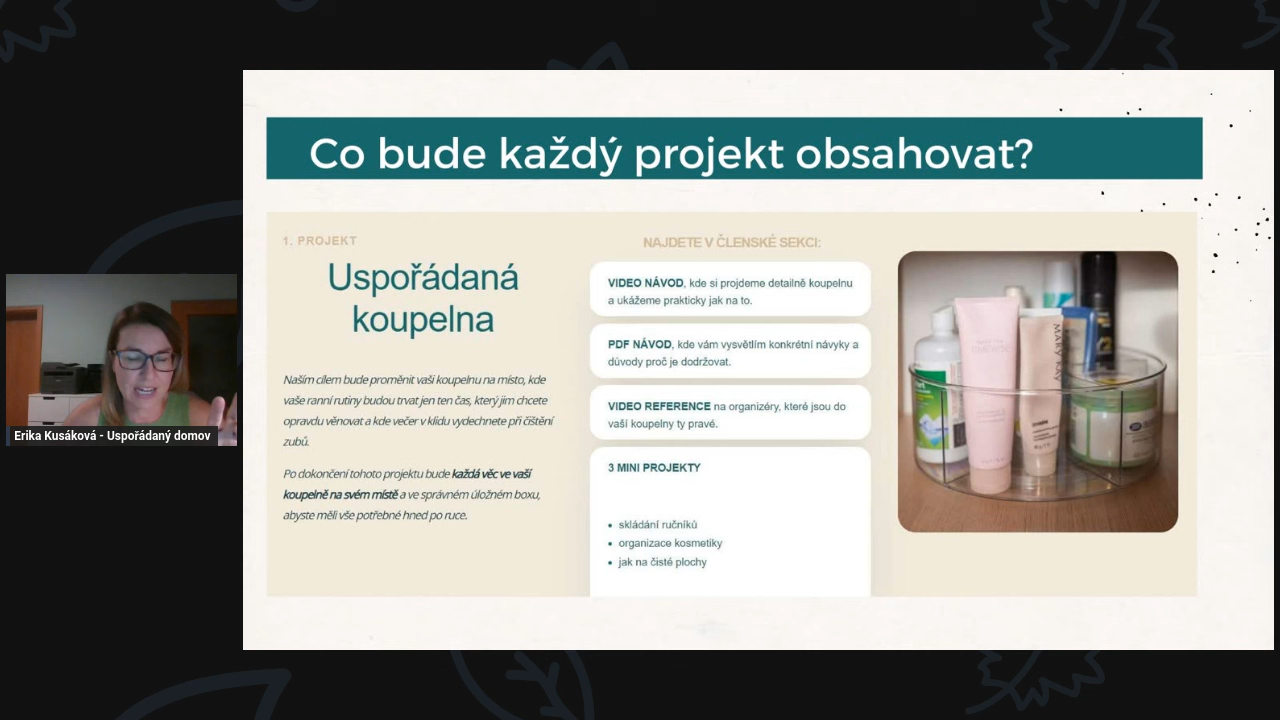 Co bude každý projekt obsahovat?
1. PROJEKT
Uspořádaná
koupelna
Naším cílem bude proměnit vaši koupelnu na místo, kde
vaše ranní rutiny budou trvat jen ten čas, který jim chcete
opravdu věnovat a kde večer v klidu vydechnete při čištění
zubů.
Po dokončení tohoto projektu bude každá věc ve vaší
koupelně na svém místě a ve správném úložném boxu,
abyste měli vše potřebné hned po ruce.
NAJDETE V ČLENSKÉ SEKCI:
VIDEO NÁVOD, kde si projdeme detailně koupelnu
a ukážeme prakticky jak na to.
PDF NÁVOD, kde vám vysvětlím konkrétní návyky a
důvody proč je dodržovat.
VIDEO REFERENCE na organizéry, které jsou do
vaší koupelny ty pravé.
3 MINI PROJEKTY
• skládání ručníků
• organizace kosmetiky
• jak na čisté plochy
MARY KAY
Erika Kusáková - Uspořádaný domov